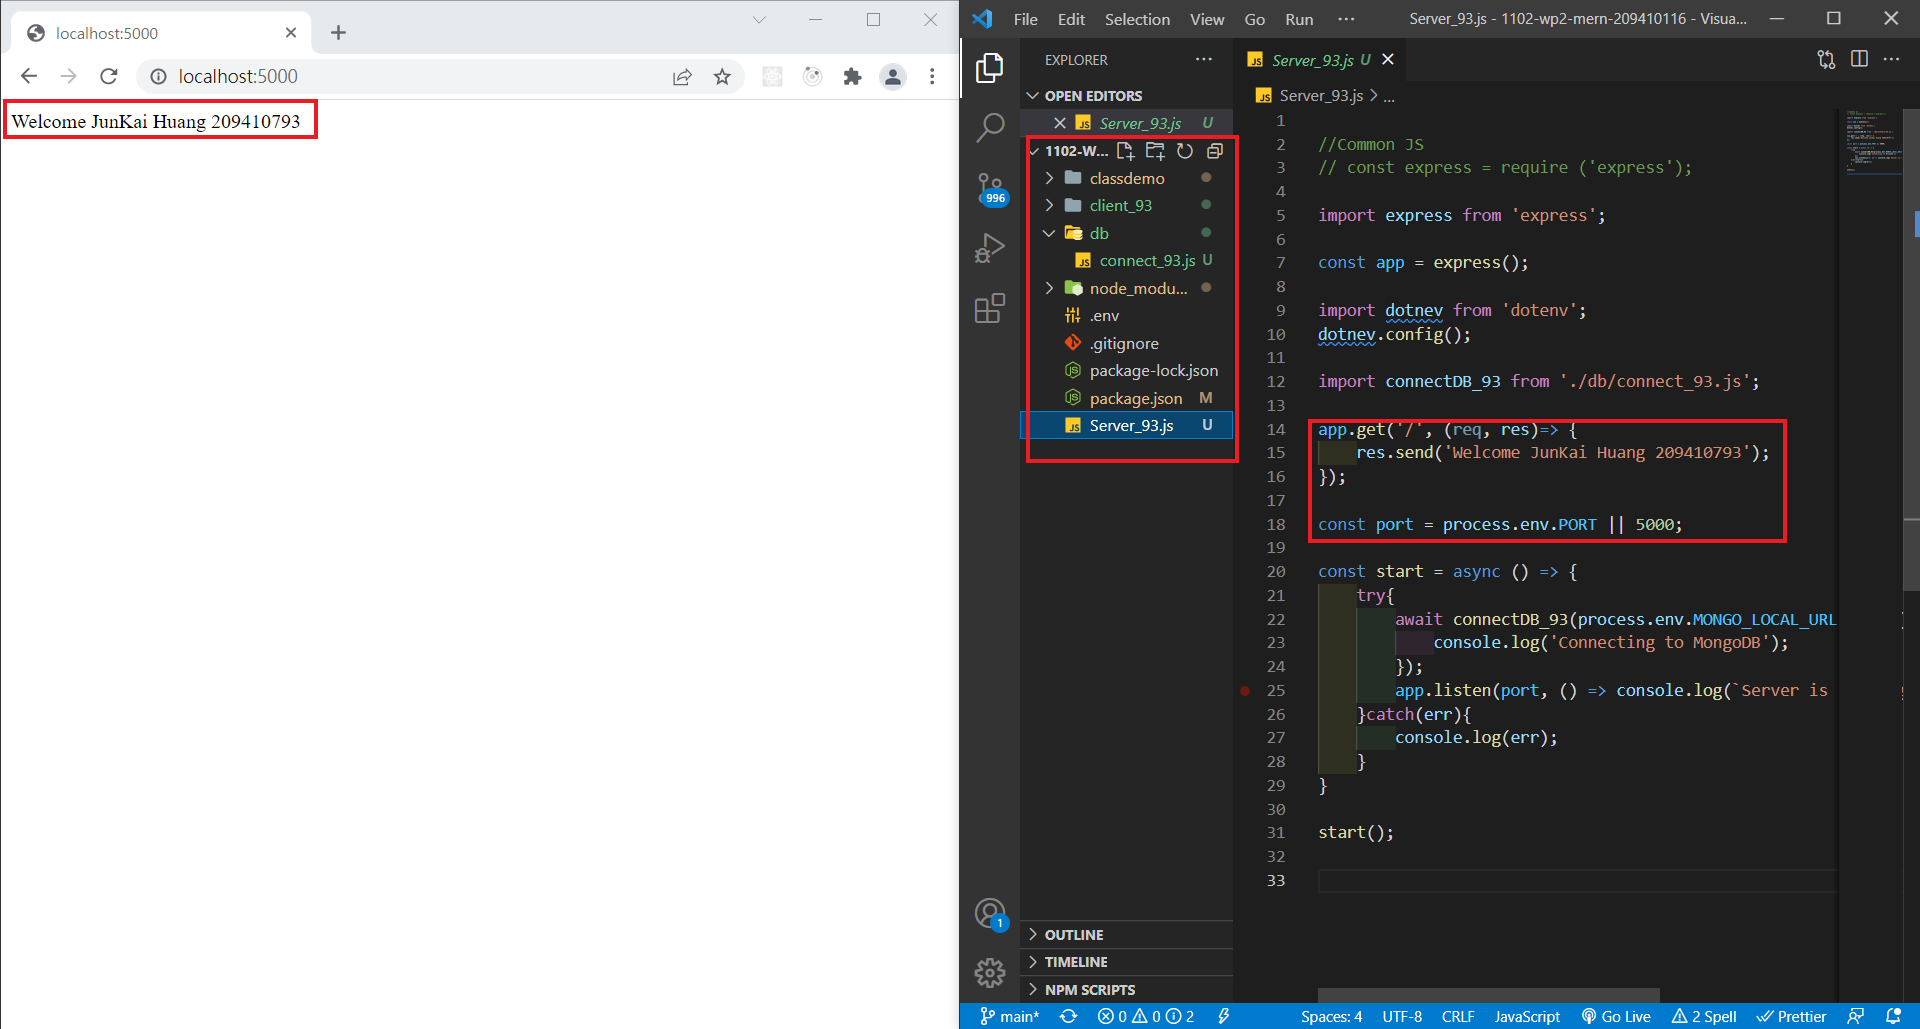 localhost:5000
localhost:5000
Welcome JunKai Huang 209410793
File Edit Selection View Go Run ··· Server_93.js - 1102-wp2-mern-209410116 - Visua...
EXPLORER ···
Server_93.js U
OPEN EDITORS
Server_93.js U
Server_93.js > ...
1102-W...
classdemo
client_93
db
connect_93.js U
node_modu...
.env
.gitignore
package-lock.json
package.json M
Server_93.js U
996
1
OUTLINE
TIMELINE
NPM SCRIPTS
1
2 //Common JS
3 // const express = require ('express');
4
5 import express from 'express';
6
7 const app = express();
8
9 import dotnev from 'dotenv';
10 dotnev.config();
11
12 import connectDB_93 from './db/connect_93.js';
13
14 app.get('/', (req, res)=> {
15 res.send('Welcome JunKai Huang 209410793');
16 });
17
18 const port = process.env.PORT || 5000;
19
20 const start = async () => {
21 try{
22 await connectDB_93(process.env.MONGO_LOCAL_URL
23 console.log('Connecting to MongoDB');
24 });
25 app.listen(port, () => console.log(`Server is
26 }catch(err){
27 console.log(err);
28 }
29 }
30
31 start();
32
33
main* 0 0 2 Spaces: 4 UTF-8 CRLF JavaScript Go Live 2 Spell Prettier